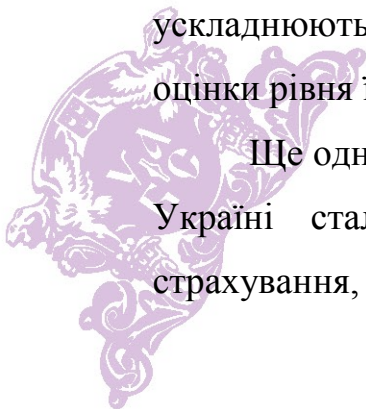 ускладнюють
оцінки рівня ї
Ще одн
Україні стал
страхування,